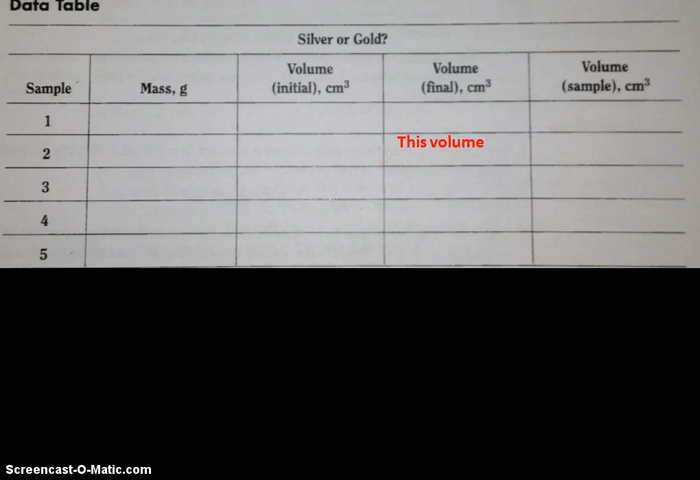 Data Table
Silver or Gold?
Sample
Mass, g
Volume
(initial), cm³
Volume
(final), cm³
Volume
(sample), cm³
1
2
This volume
3
4
5
Screencast-O-Matic.com